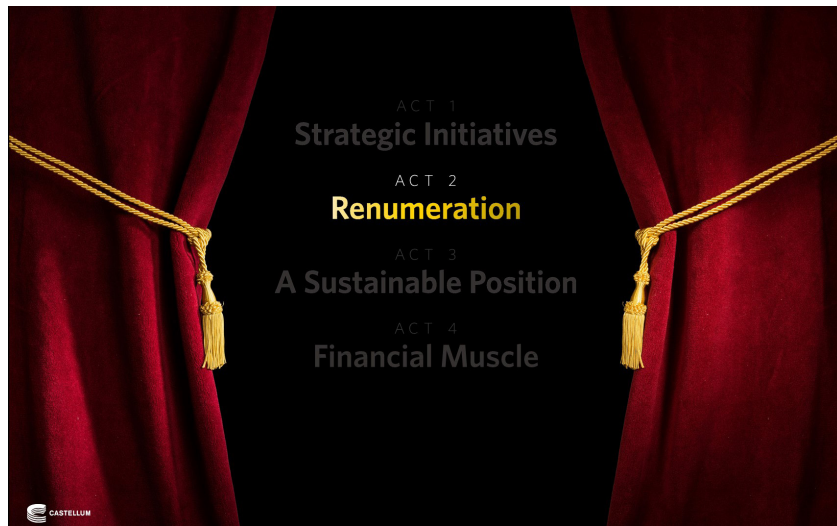 ACT 1
Strategic Initiatives
ACT 2
Renumeration
ACT 3
A Sustainable Position
ACT 4
Financial Muscle
CASTELLUM